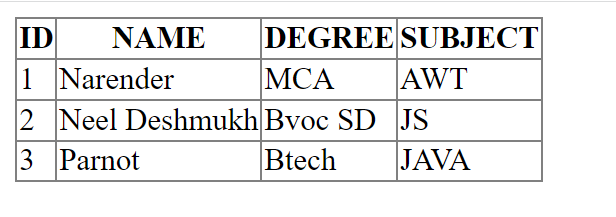 ID NAME DEGREE SUBJECT
1 Narender MCA AWT
2 Neel Deshmukh Bvoc SD JS
3 Parnot Btech JAVA